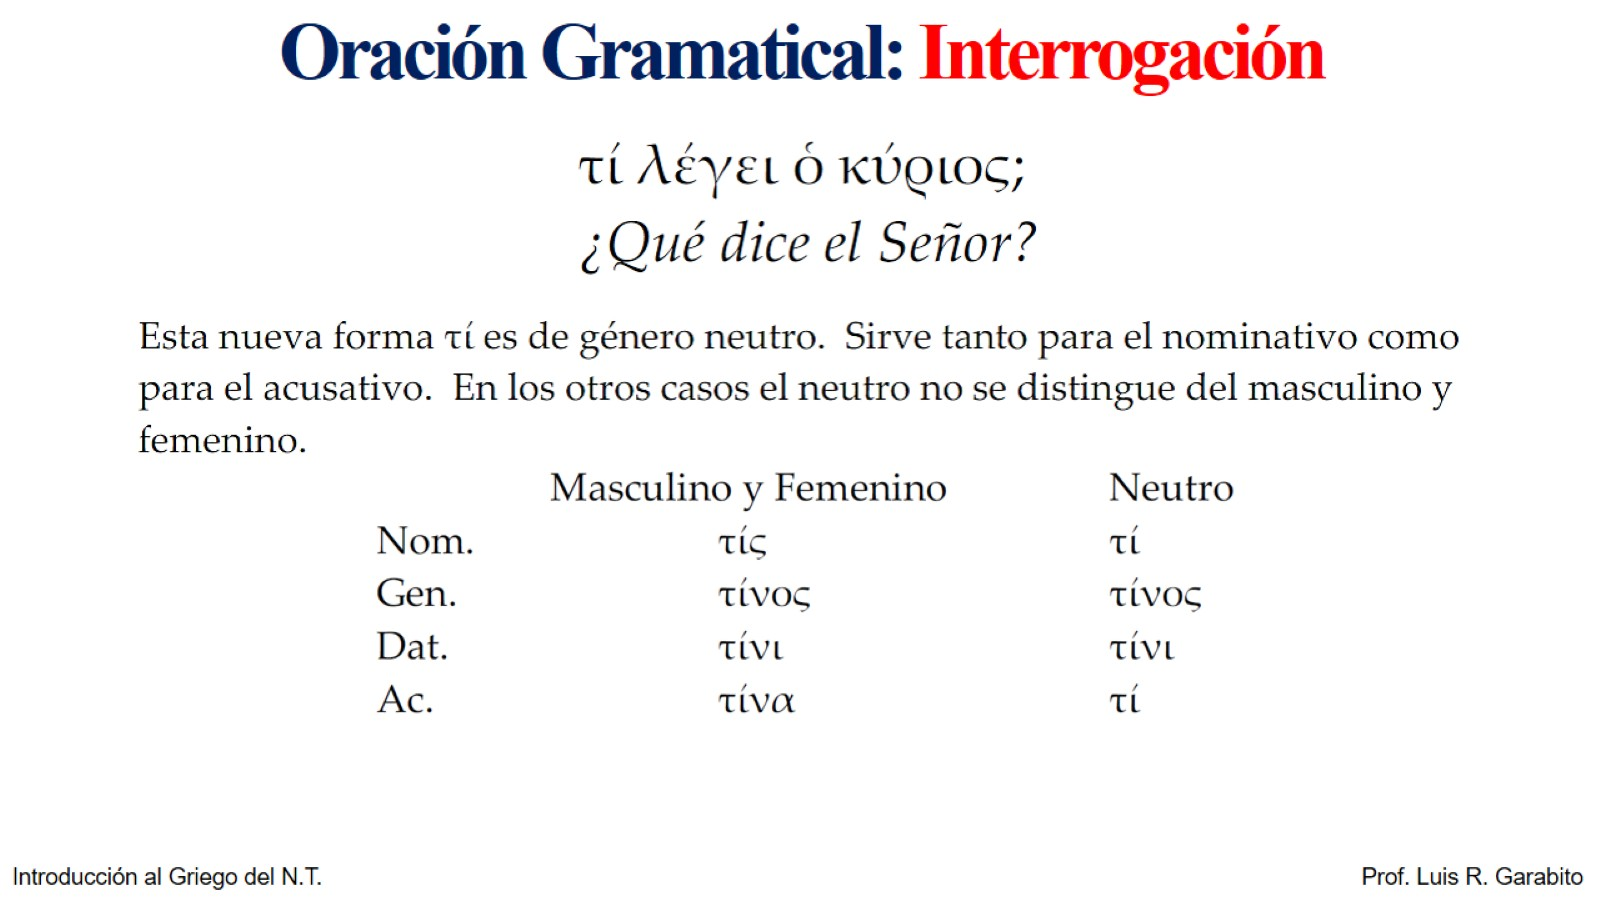 Oración Gramatical: Interrogación
τί λέγει ὁ κύριος;
¿Qué dice el Señor?
Esta nueva forma τί es de género neutro.  Sirve tanto para el nominativo como
para el acusativo.  En los otros casos el neutro no se distingue del masculino y
femenino.
Masculino y Femenino Neutro
Nom. τίς τί
Gen. τίνος τίνος
Dat. τίνι τίνι
Ac. τίνα τί
Introducción al Griego del N.T. Prof. Luis R. Garabito